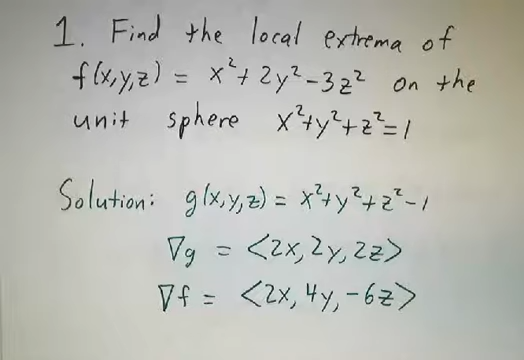 1. Find the local extrema of
f(x,y,z) = x²+2y²-3z² on the
unit sphere x²+y²+z²=1
Solution: g(x,y,z) = x²+y²+z²-1
∇g = <2x, 2y, 2z>
∇f = <2x, 4y, -6z>